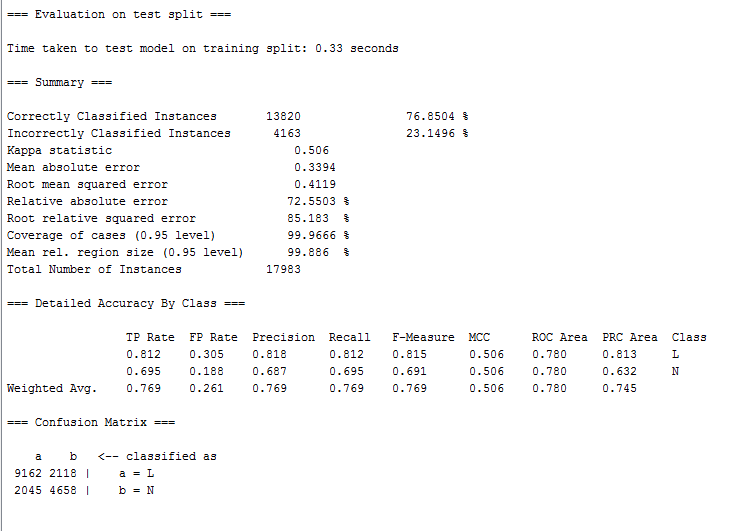 === Evaluation on test split ===
Time taken to test model on training split: 0.33 seconds
=== Summary ===
Correctly Classified Instances 13820 76.8504 %
Incorrectly Classified Instances 4163 23.1496 %
Kappa statistic 0.506
Mean absolute error 0.3394
Root mean squared error 0.4119
Relative absolute error 72.5503 %
Root relative squared error 85.183 %
Coverage of cases (0.95 level) 99.9666 %
Mean rel. region size (0.95 level) 99.886 %
Total Number of Instances 17983
=== Detailed Accuracy By Class ===
TP Rate FP Rate Precision Recall F-Measure MCC ROC Area PRC Area Class
0.812 0.305 0.818 0.812 0.815 0.506 0.780 0.813 L
0.695 0.188 0.687 0.695 0.691 0.506 0.780 0.632 N
Weighted Avg. 0.769 0.261 0.769 0.769 0.769 0.506 0.780 0.745
=== Confusion Matrix ===
a b <-- classified as
9162 2118 | a = L
2045 4658 | b = N